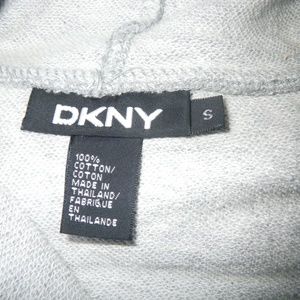 DKNY
S
100%
COTTON/
COTON
MADE IN
THAILAND/
FABRIQUE
EN
THAILANDE